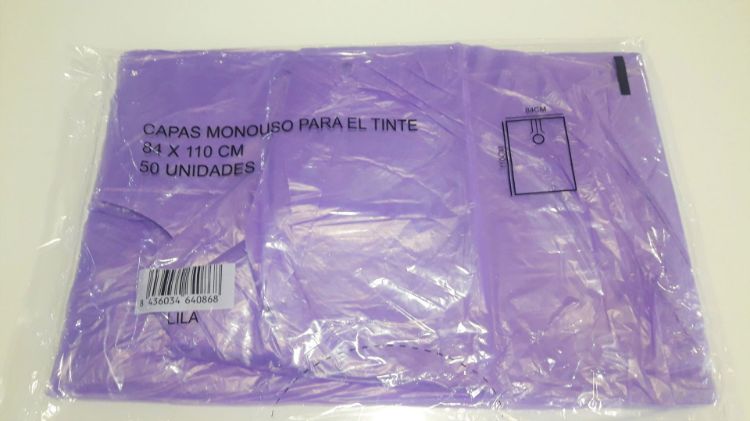 CAPAS MONOUSO PARA EL TINTE
84 X 110 CM
50 UNIDADES
84CM
8 436034 640868
LILA